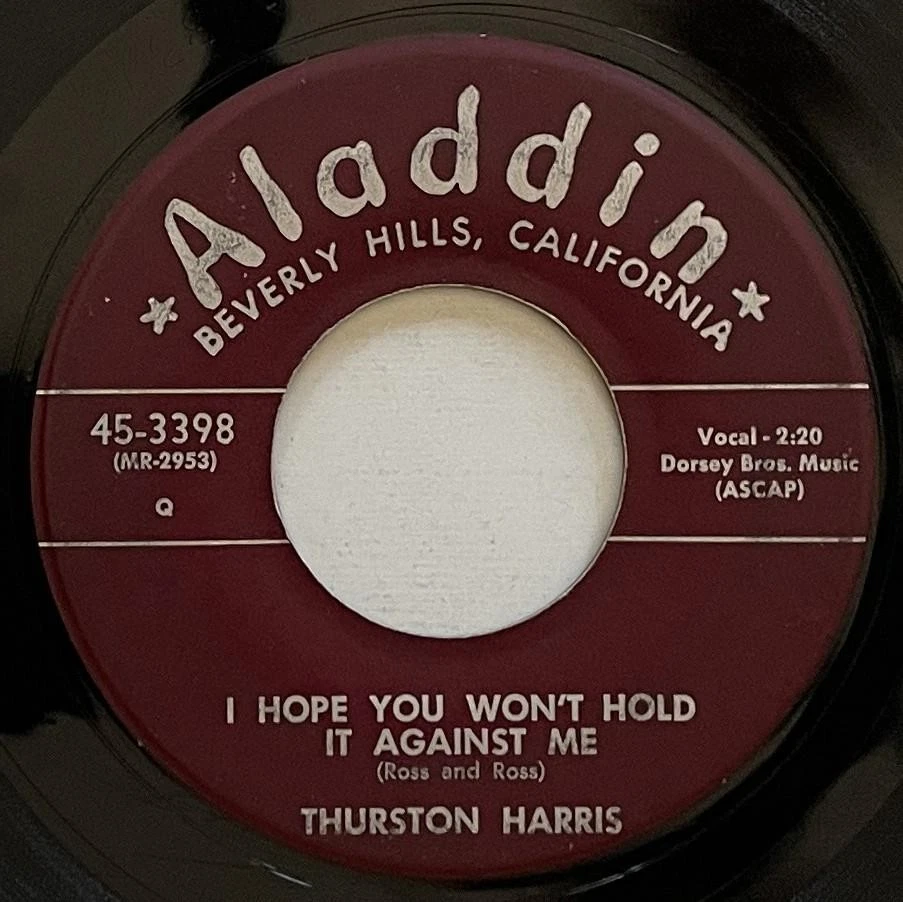 Aladdin
BEVERLY HILLS, CALIFORNIA
45-3398
(MR-2953)
Q
Vocal - 2:20
Dorsey Bros. Music
(ASCAP)
I HOPE YOU WON'T HOLD
IT AGAINST ME
(Ross and Ross)
THURSTON HARRIS